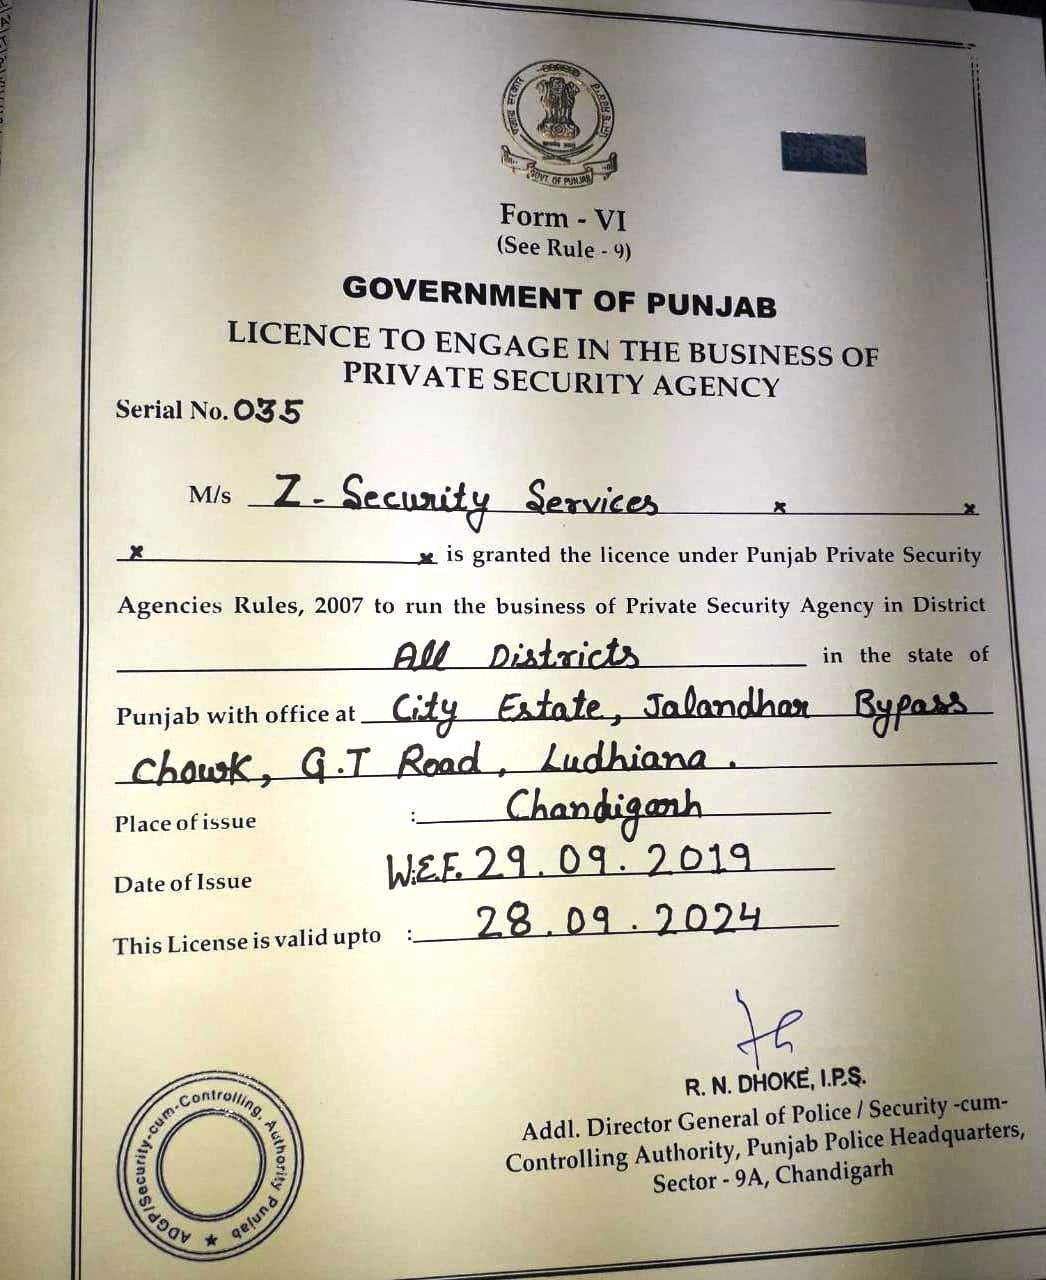 GOVT. OF PUNJAB
PPSA
Form - VI
(See Rule - 9)
GOVERNMENT OF PUNJAB
LICENCE TO ENGAGE IN THE BUSINESS OF
PRIVATE SECURITY AGENCY
Serial No. 035
M/s Z - Security Services x x
x x is granted the licence under Punjab Private Security
Agencies Rules, 2007 to run the business of Private Security Agency in District
All Districts in the state of
Punjab with office at City Estate, Jalandhar Bypass
Chowk, G.T Road, Ludhiana.
Place of issue : Chandigarh
Date of Issue W.E.F. 29.09.2019
This License is valid upto : 28.09.2024
R. N. DHOKE, I.P.S.
Addl. Director General of Police / Security -cum-
Controlling Authority, Punjab Police Headquarters,
Sector - 9A, Chandigarh
ADGP/Security-cum-Controlling, Authority Punjab ★